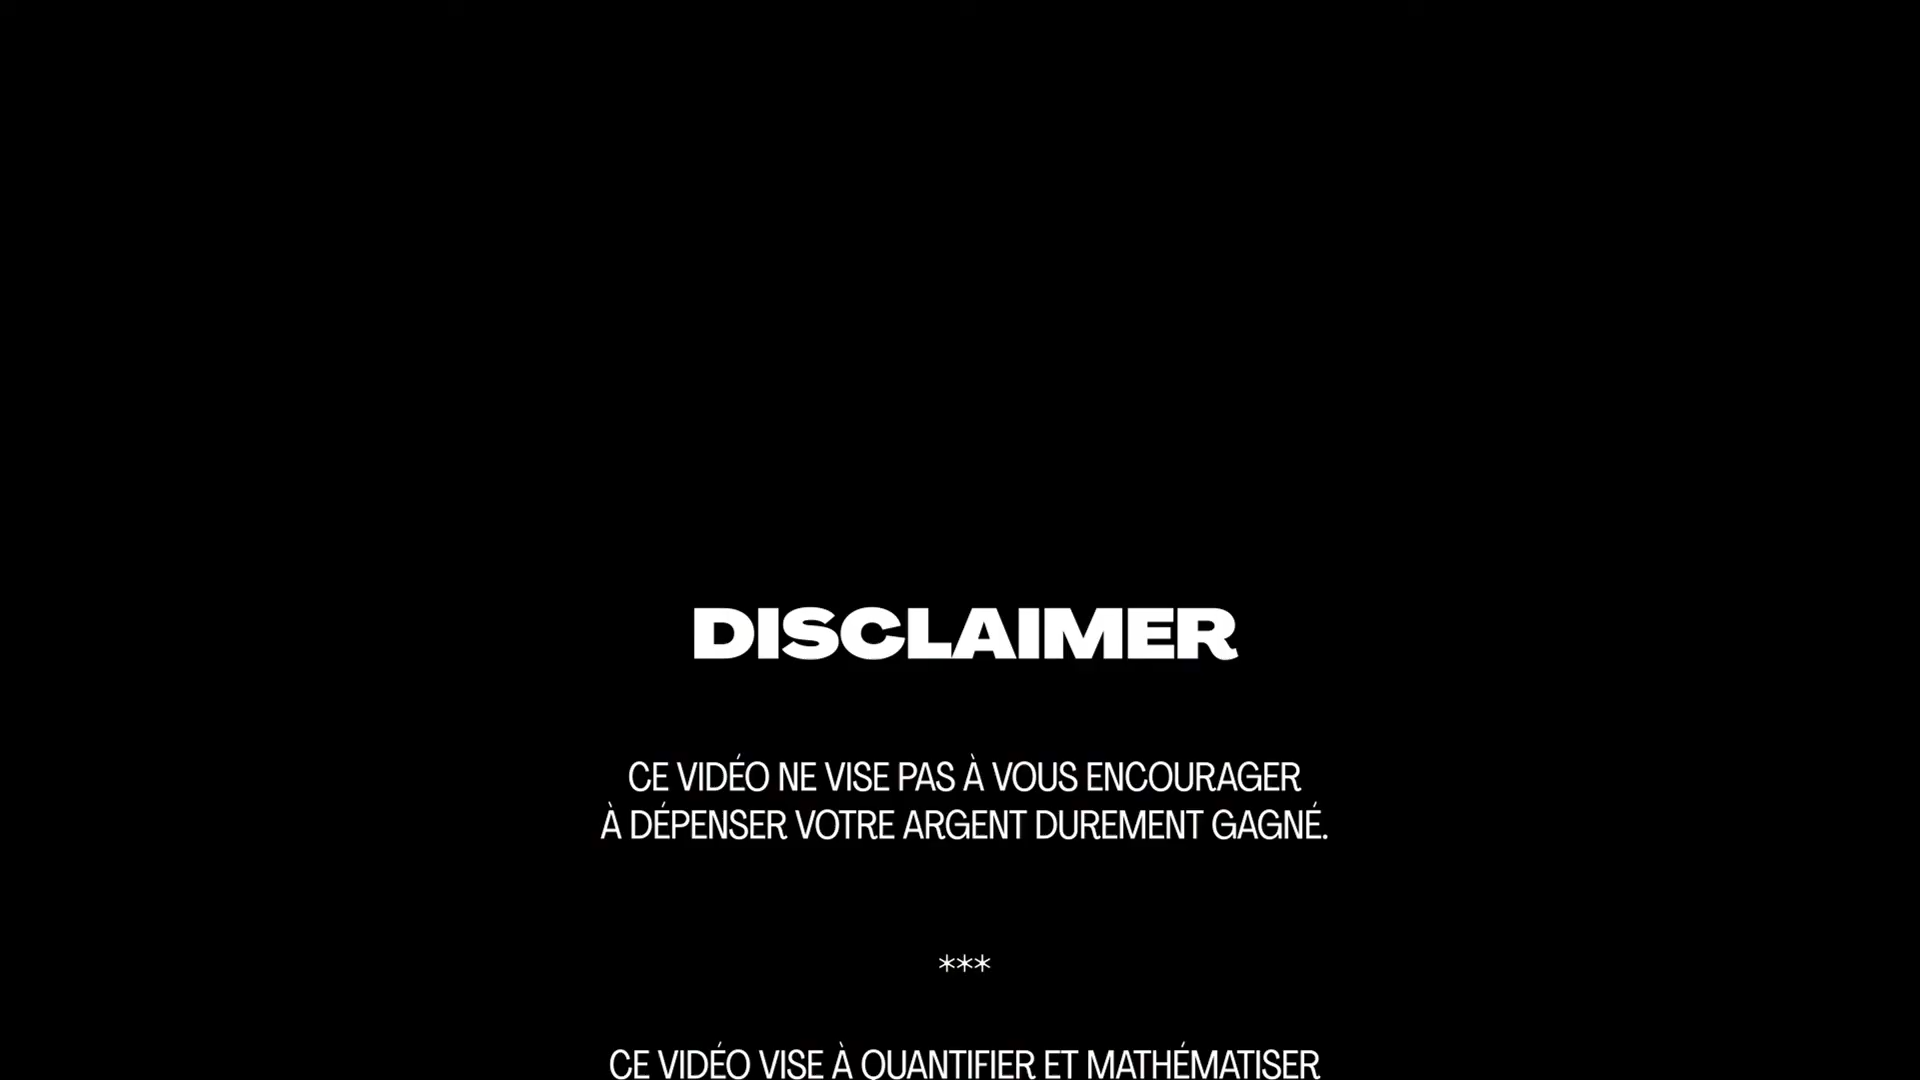 DISCLAIMER
CE VIDÉO NE VISE PAS À VOUS ENCOURAGER
À DÉPENSER VOTRE ARGENT DUREMENT GAGNÉ.
***
CE VIDÉO VISE À QUANTIFIER ET MATHÉMATISER